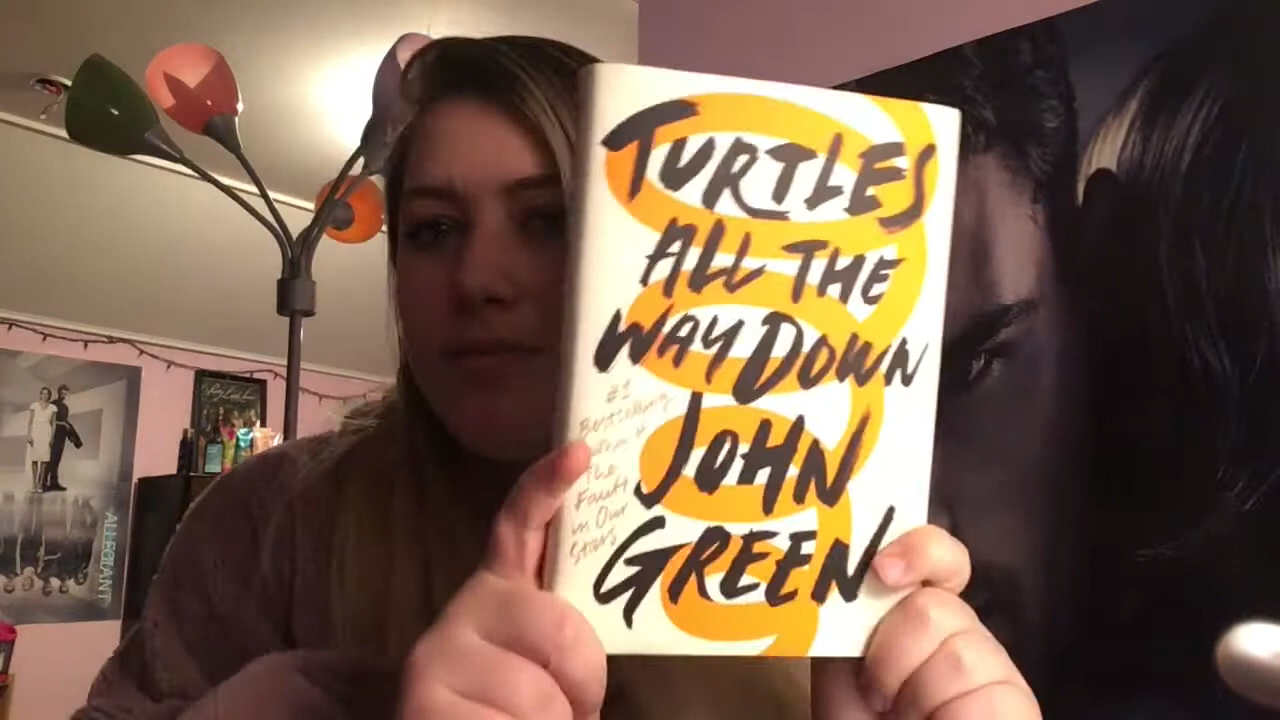 TURTLES
ALL THE
WAY DOWN
JOHN
GREEN
#1
Bestselling
author of
The
Fault
in Our
Stars
ALLEGIANT